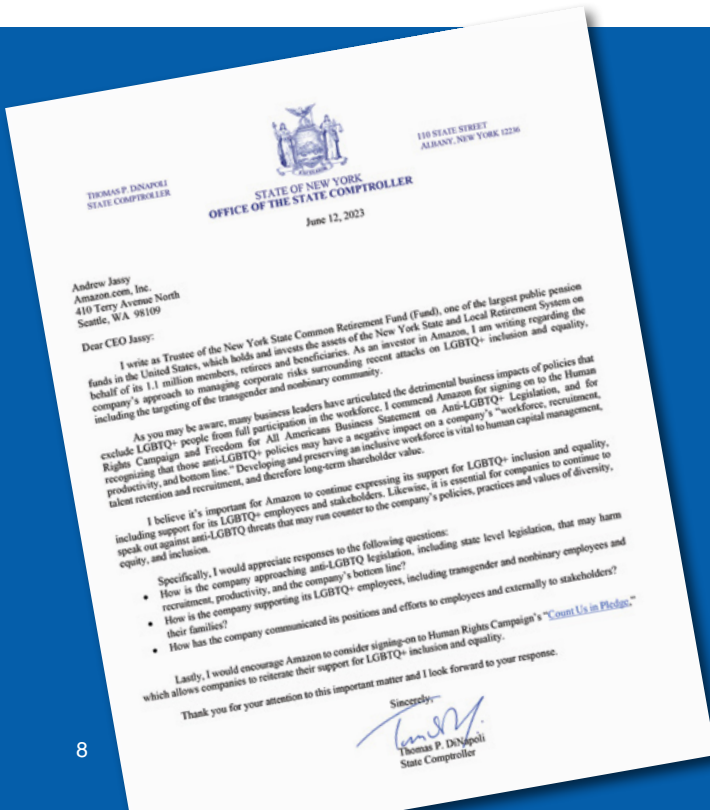 THOMAS P. DiNAPOLI
STATE COMPTROLLER
STATE OF NEW YORK
OFFICE OF THE STATE COMPTROLLER
110 STATE STREET
ALBANY, NEW YORK 12236
June 12, 2023
Andrew Jassy
Amazon.com, Inc.
410 Terry Avenue North
Seattle, WA 98109
Dear CEO Jassy:
I write as Trustee of the New York State Common Retirement Fund (Fund), one of the largest public pension
funds in the United States, which holds and invests the assets of the New York State and Local Retirement System on
behalf of its 1.1 million members, retirees and beneficiaries. As an investor in Amazon, I am writing regarding the
company's approach to managing corporate risks surrounding recent attacks on LGBTQ+ inclusion and equality,
including the targeting of the transgender and nonbinary community.
As you may be aware, many business leaders have articulated the detrimental business impacts of policies that
exclude LGBTQ+ people from full participation in the workforce. I commend Amazon for signing on to the Human
Rights Campaign and Freedom for All Americans Business Statement on Anti-LGBTQ+ Legislation, and for
recognizing that those anti-LGBTQ+ policies may have a negative impact on a company's "workforce, recruitment,
productivity, and bottom line." Developing and preserving an inclusive workforce is vital to human capital management,
talent retention and recruitment, and therefore long-term shareholder value.
I believe it's important for Amazon to continue expressing its support for LGBTQ+ inclusion and equality,
including support for its LGBTQ+ employees and stakeholders. Likewise, it is essential for companies to continue to
speak out against anti-LGBTQ threats that may run counter to the company's policies, practices and values of diversity,
equity, and inclusion.
Specifically, I would appreciate responses to the following questions:
• How is the company approaching anti-LGBTQ legislation, including state level legislation, that may harm
recruitment, productivity, and the company's bottom line?
• How is the company supporting its LGBTQ+ employees, including transgender and nonbinary employees and
their families?
• How has the company communicated its positions and efforts to employees and externally to stakeholders?
Lastly, I would encourage Amazon to consider signing-on to Human Rights Campaign's "Count Us in Pledge,"
which allows companies to reiterate their support for LGBTQ+ inclusion and equality.
Thank you for your attention to this important matter and I look forward to your response.
Sincerely,
Thomas P. DiNapoli
State Comptroller
8